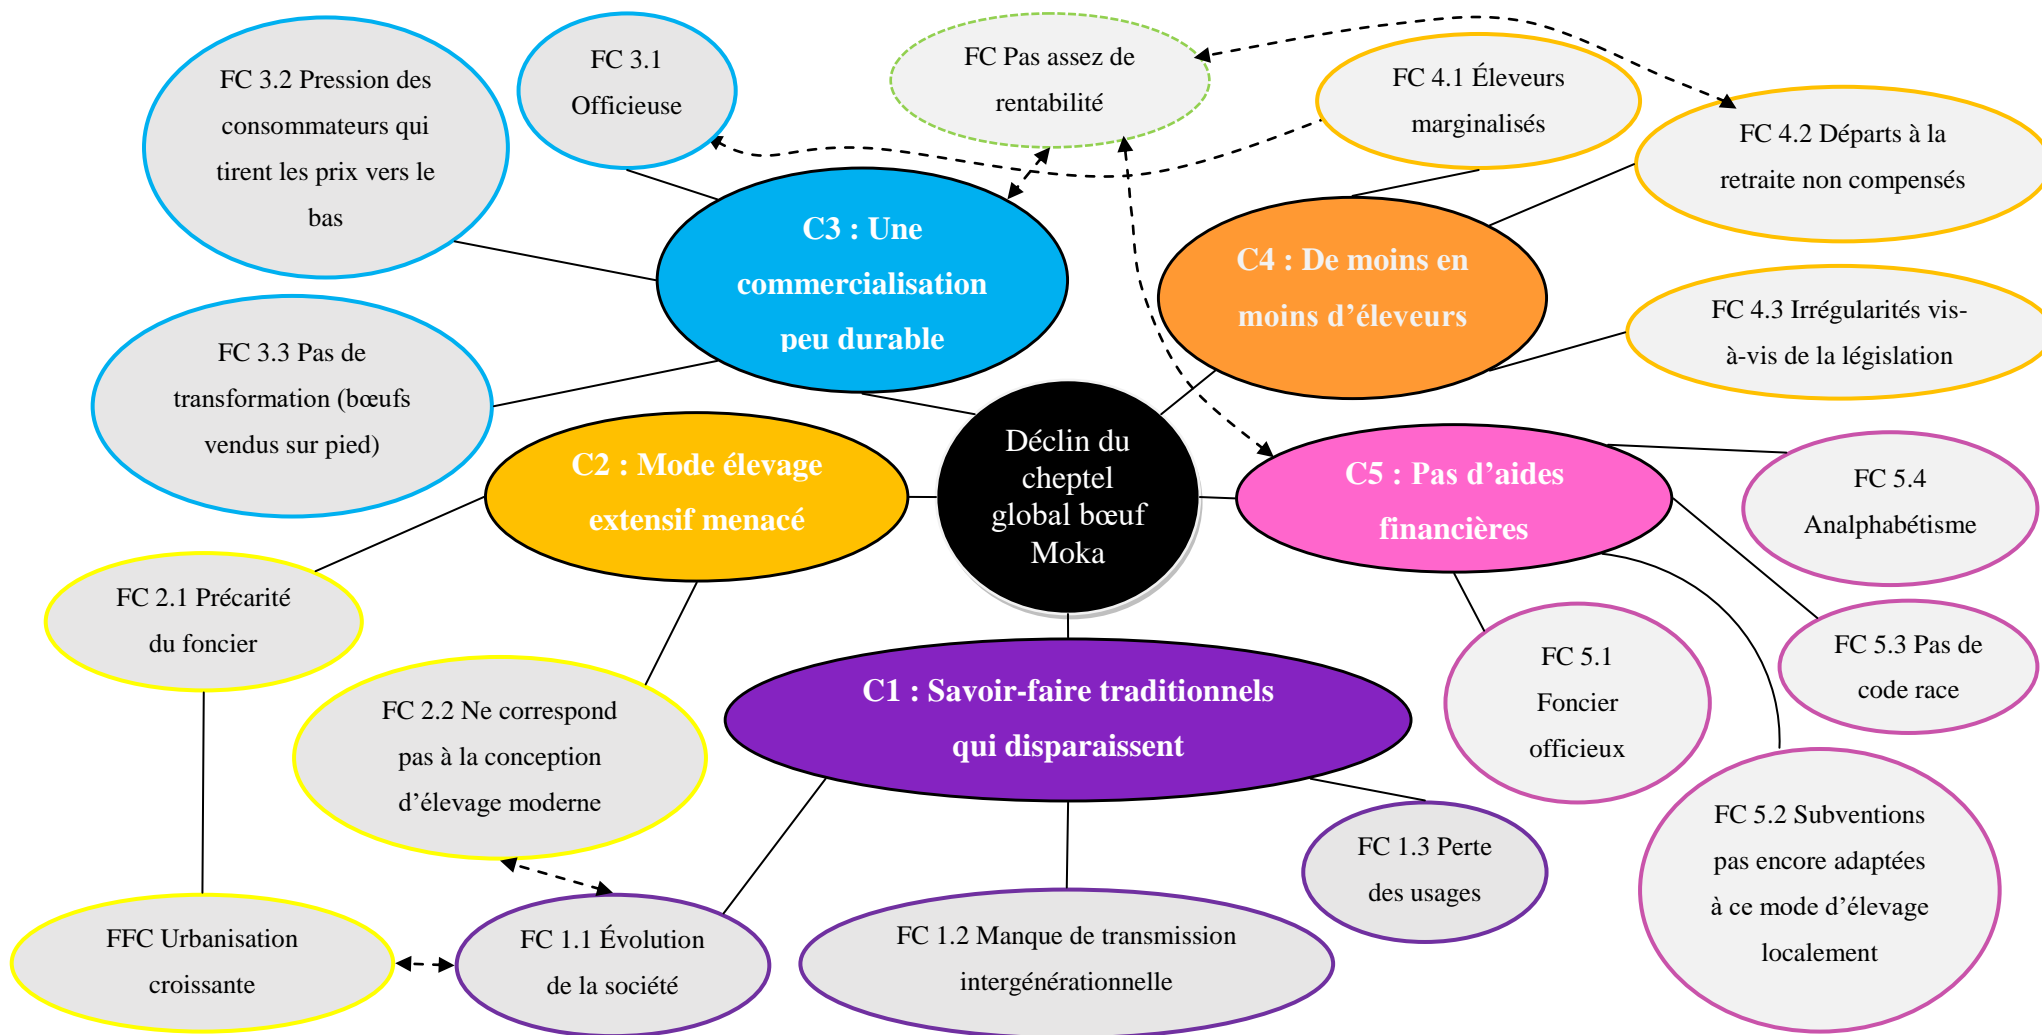 FC 3.2 Pression des
consommateurs qui
tirent les prix vers le
bas
FC 3.1
Officieuse
FC Pas assez de
rentabilité
FC 4.1 Éleveurs
marginalisés
FC 4.2 Départs à la
retraite non compensés
C3 : Une
commercialisation
peu durable
C4 : De moins en
moins d’éleveurs
FC 4.3 Irrégularités vis-
à-vis de la législation
FC 3.3 Pas de
transformation (bœufs
vendus sur pied)
C2 : Mode élevage
extensif menacé
Déclin du
cheptel
global bœuf
Moka
C5 : Pas d’aides
financières
FC 5.4
Analphabétisme
FC 2.1 Précarité
du foncier
FC 5.1
Foncier
officieux
FC 5.3 Pas de
code race
FC 2.2 Ne correspond
pas à la conception
d’élevage moderne
C1 : Savoir-faire traditionnels
qui disparaissent
FC 1.3 Perte
des usages
FC 5.2 Subventions
pas encore adaptées
à ce mode d’élevage
localement
FFC Urbanisation
croissante
FC 1.1 Évolution
de la société
FC 1.2 Manque de transmission
intergénérationnelle